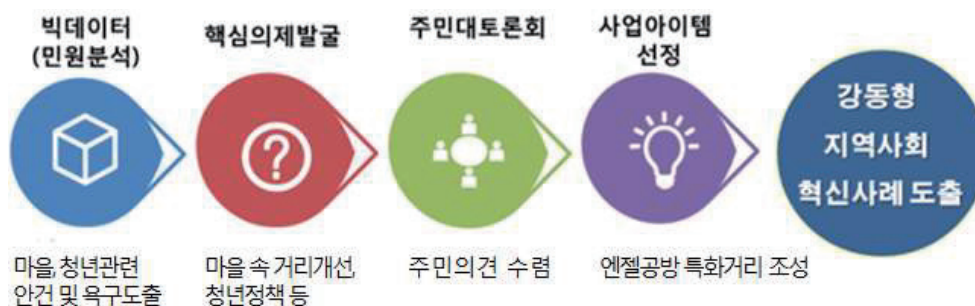 빅데이터
(민원분석)
핵심의제발굴
주민대토론회
사업아이템
선정
강동형
지역사회
혁신사례 도출
마을, 청년관련
안건 및 욕구도출
마을 속 거리개선,
청년정책 등
주민의견 수렴
엔젤공방 특화거리 조성